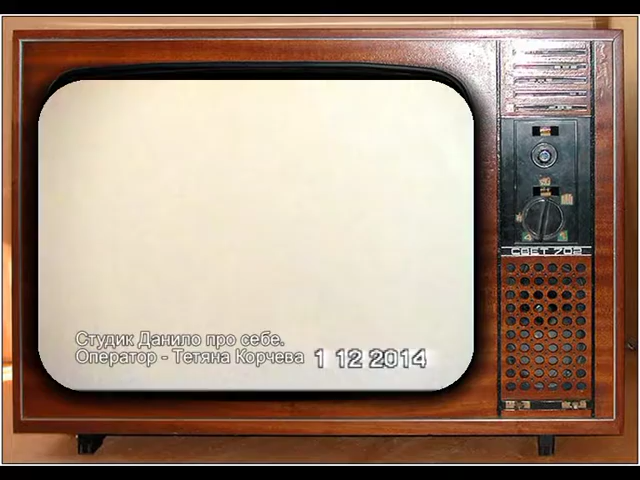 СВЕТ 702
Студик Данило про себе.
Оператор - Тетяна Корчева 1 12 2014